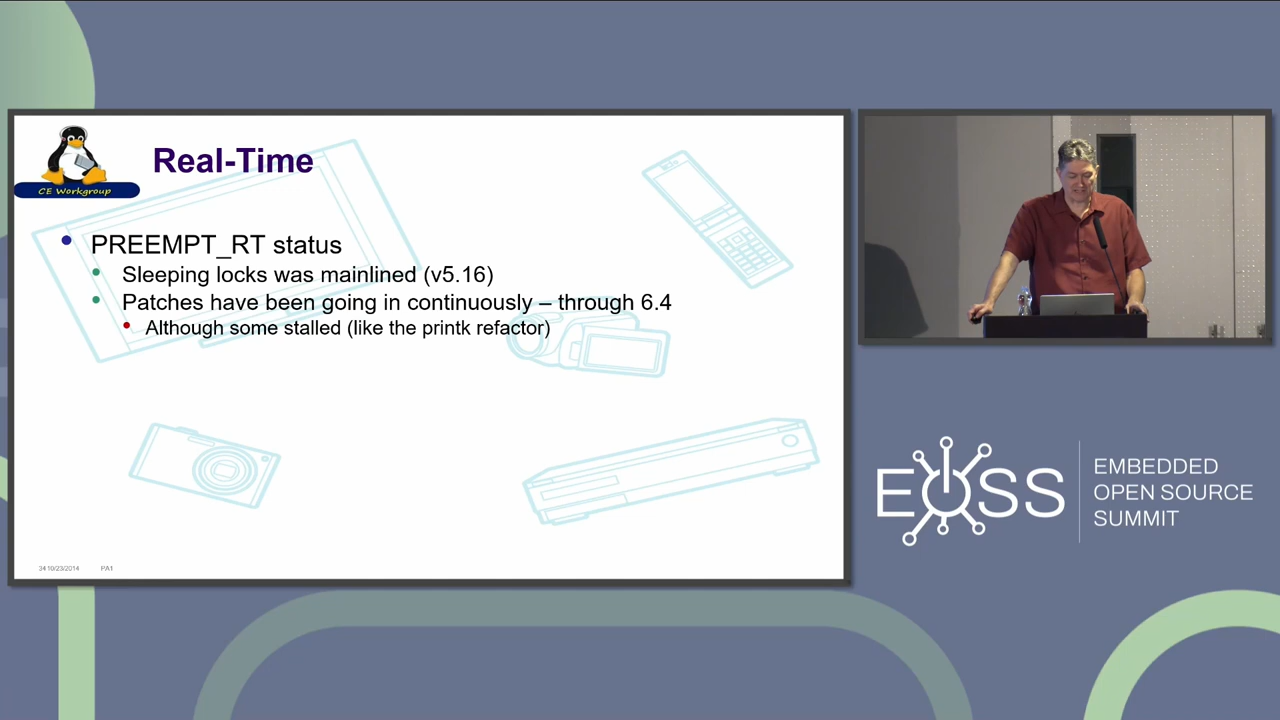 CE Workgroup
Real-Time
PREEMPT_RT status
Sleeping locks was mainlined (v5.16)
Patches have been going in continuously – through 6.4
Although some stalled (like the printk refactor)
34 10/23/2014 PA1
EOSS
EMBEDDED
OPEN SOURCE
SUMMIT